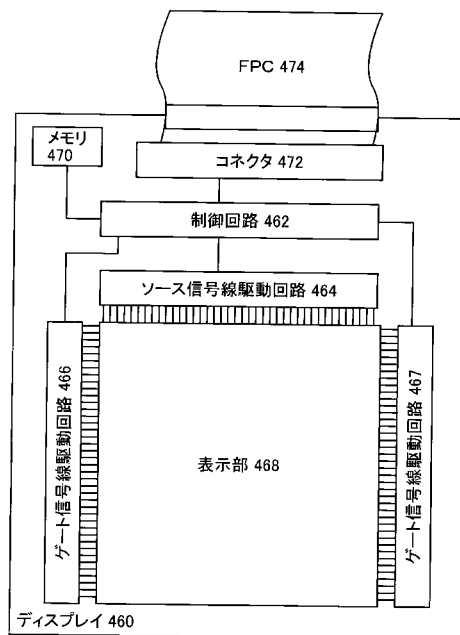 FPC 474
メモリ
470
コネクタ 472
制御回路 462
ソース信号線駆動回路 464
ゲート信号線駆動回路 466
表示部 468
ゲート信号線駆動回路 467
ディスプレイ 460